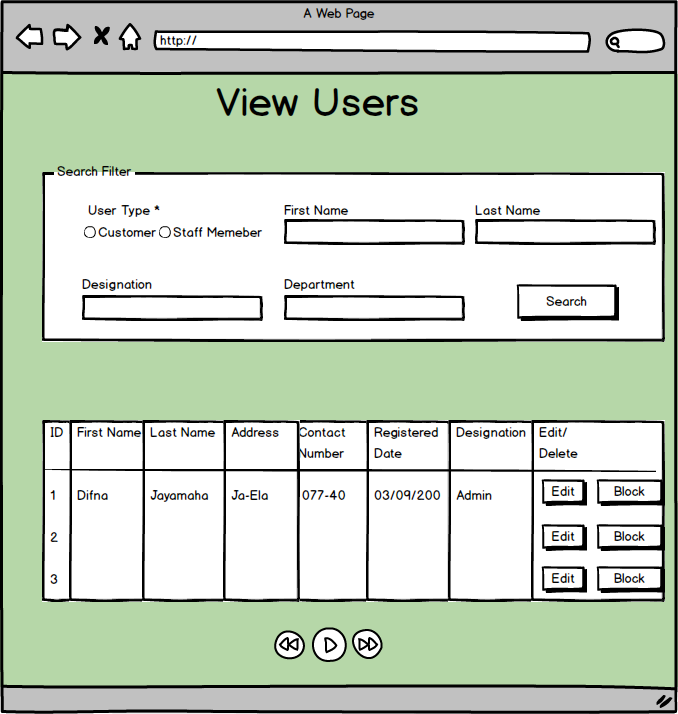 A Web Page
http://
View Users
Search Filter
User Type *
First Name
Last Name
Customer Staff Memeber
Designation
Department
Search
ID First Name Last Name Address Contact Number Registered Date Designation Edit/ Delete
1 Difna Jayamaha Ja-Ela 077-40 03/09/200 Admin Edit Block
2 Edit Block
3 Edit Block